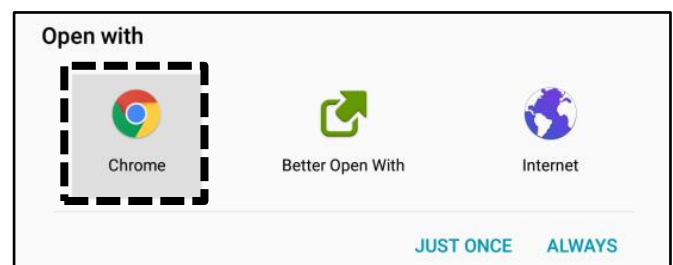 Open with
Chrome
Better Open With
Internet
JUST ONCE
ALWAYS